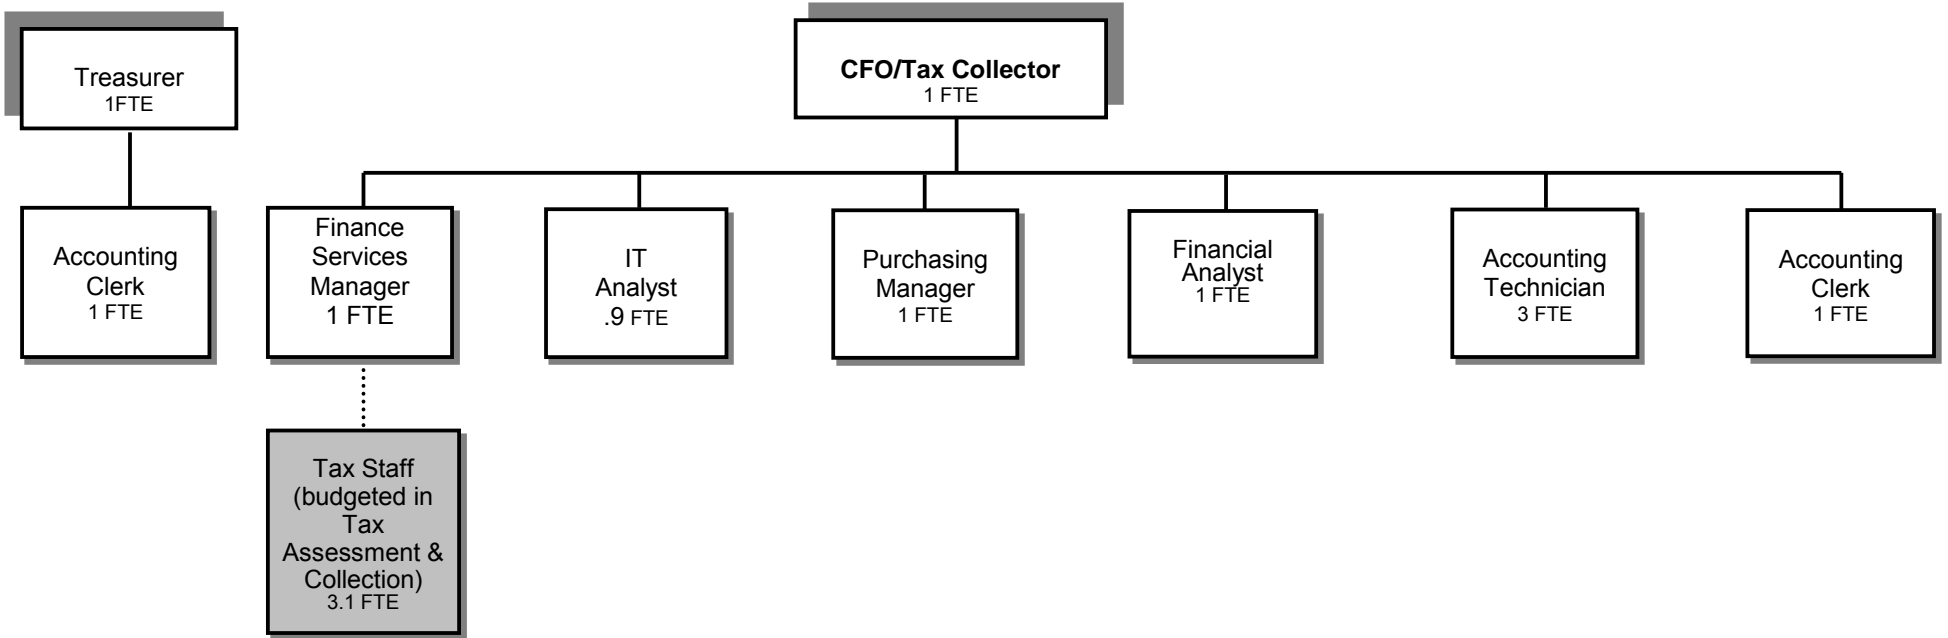 Treasurer
1FTE
CFO/Tax Collector
1 FTE
Accounting
Clerk
1 FTE
Finance
Services
Manager
1 FTE
IT
Analyst
.9 FTE
Purchasing
Manager
1 FTE
Financial
Analyst
1 FTE
Accounting
Technician
3 FTE
Accounting
Clerk
1 FTE
Tax Staff
(budgeted in
Tax
Assessment &
Collection)
3.1 FTE